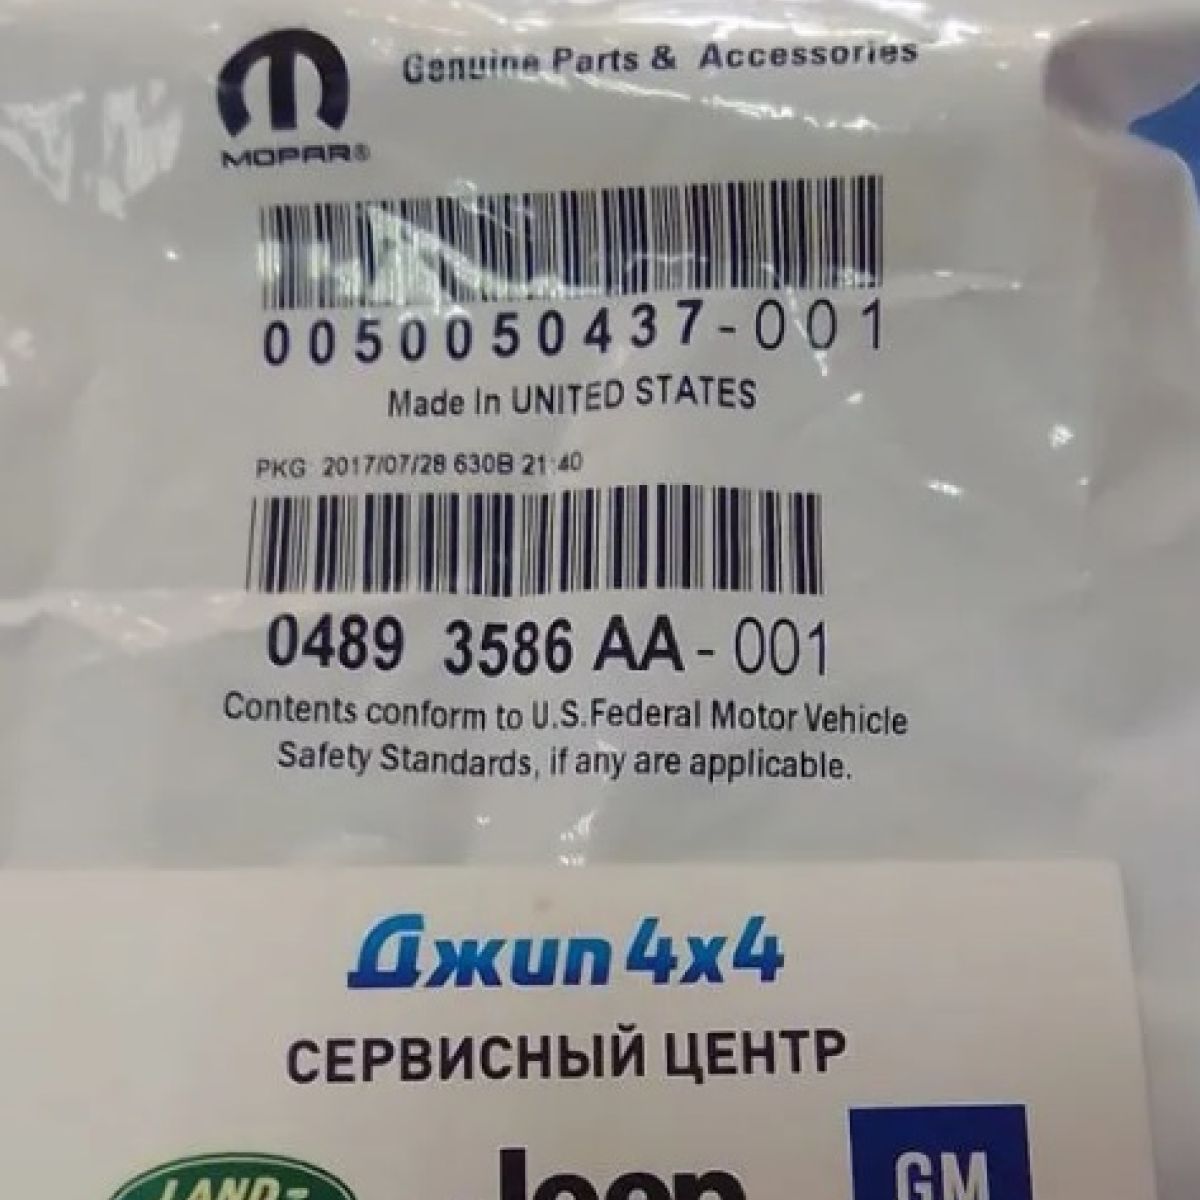 Genuine Parts & Accessories
MOPAR®
0050050437-001
Made In UNITED STATES
PKG 2017/07/28 630B 21:40
0489 3586 AA-001
Contents conform to U.S.Federal Motor Vehicle
Safety Standards, if any are applicable.
Джип 4x4
СЕРВИСНЫЙ ЦЕНТР
LAND-
Jeep
GM